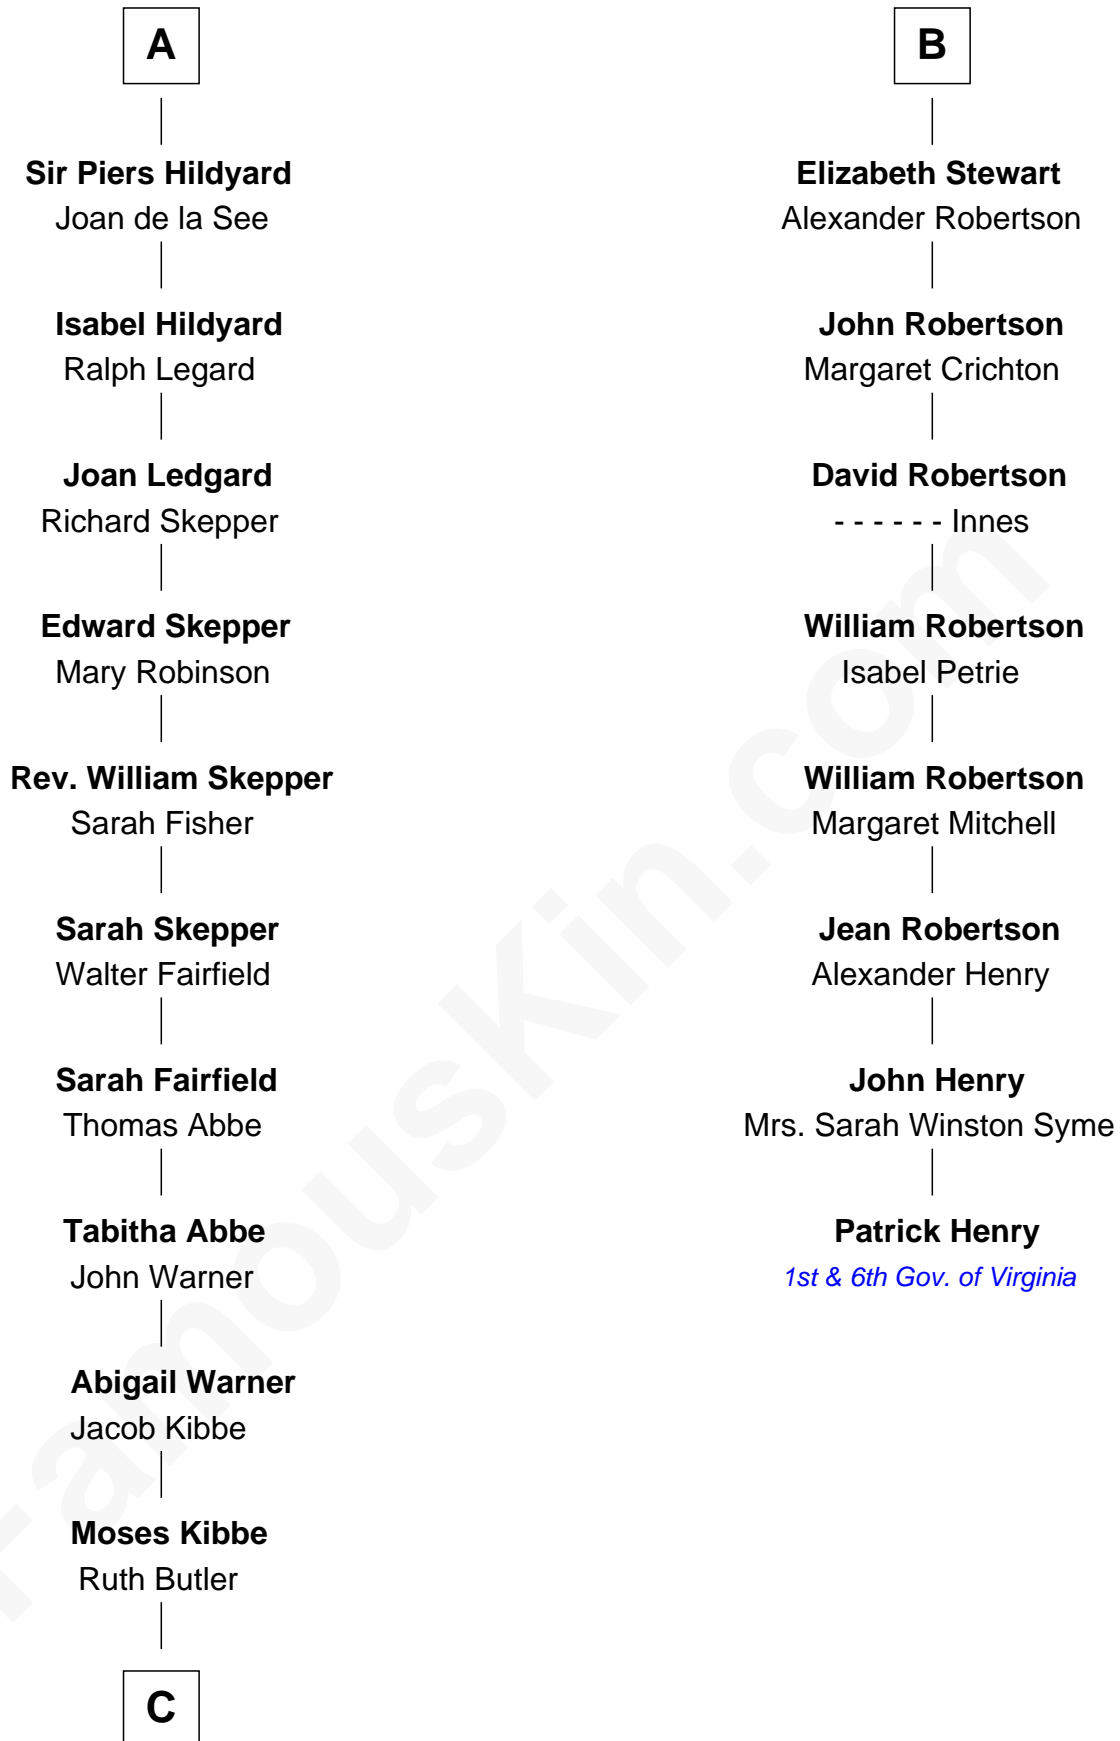 A
Sir Piers Hildyard
Joan de la See
Isabel Hildyard
Ralph Legard
Joan Ledgard
Richard Skepper
Edward Skepper
Mary Robinson
Rev. William Skepper
Sarah Fisher
Sarah Skepper
Walter Fairfield
Sarah Fairfield
Thomas Abbe
Tabitha Abbe
John Warner
Abigail Warner
Jacob Kibbe
Moses Kibbe
Ruth Butler
C
B
Elizabeth Stewart
Alexander Robertson
John Robertson
Margaret Crichton
David Robertson
- - - - - - Innes
William Robertson
Isabel Petrie
William Robertson
Margaret Mitchell
Jean Robertson
Alexander Henry
John Henry
Mrs. Sarah Winston Syme
Patrick Henry
1st & 6th Gov. of Virginia
FamousKin.com